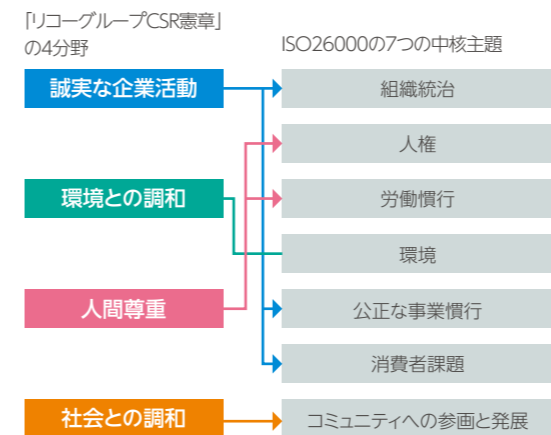 「リコーグループCSR憲章」
の4分野
ISO26000の7つの中核主題
誠実な企業活動
組織統治
人権
環境との調和
労働慣行
環境
人間尊重
公正な事業慣行
消費者課題
社会との調和
コミュニティへの参画と発展